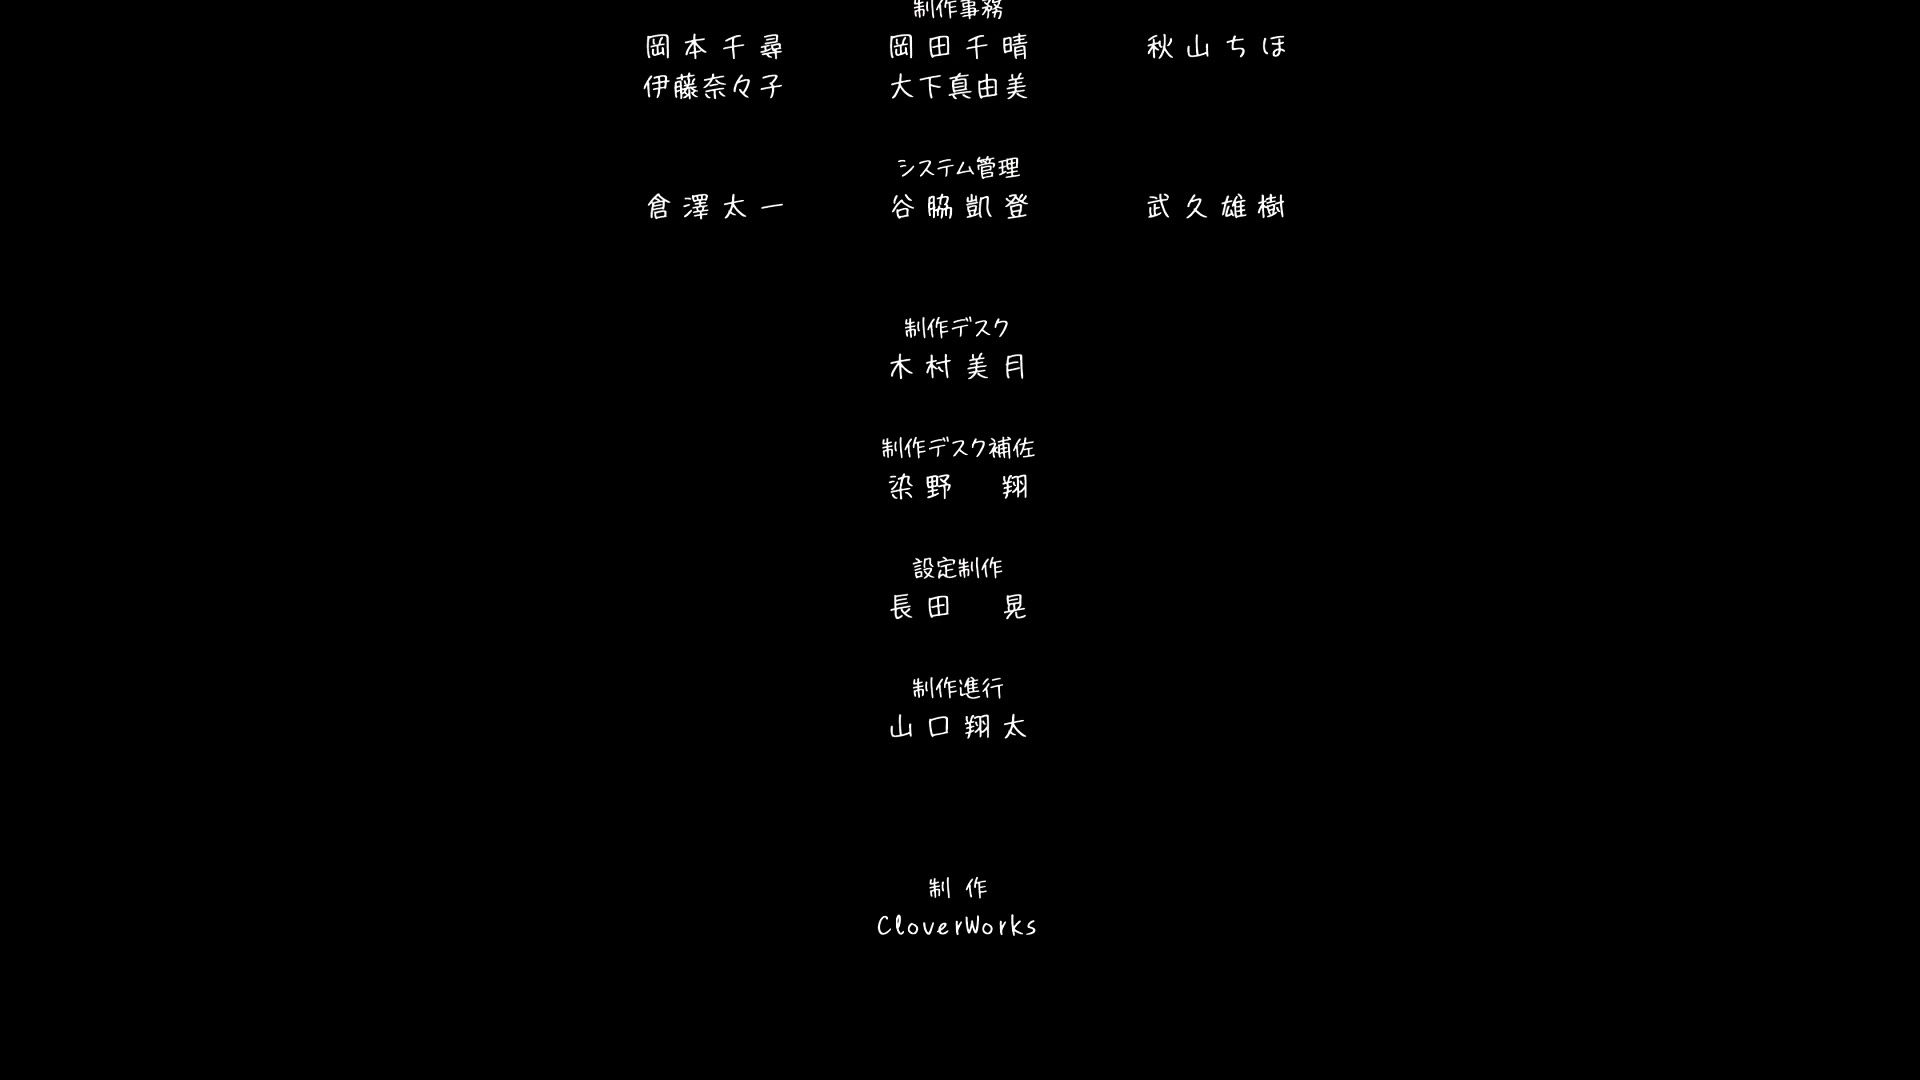 制作事務
岡本千尋 岡田千晴 秋山ちほ
伊藤奈々子 大下真由美
システム管理
倉澤太一 谷脇凱登 武久雄樹
制作デスク
木村美月
制作デスク補佐
染野 翔
設定制作
長田 晃
制作進行
山口翔太
制作
CloverWorks